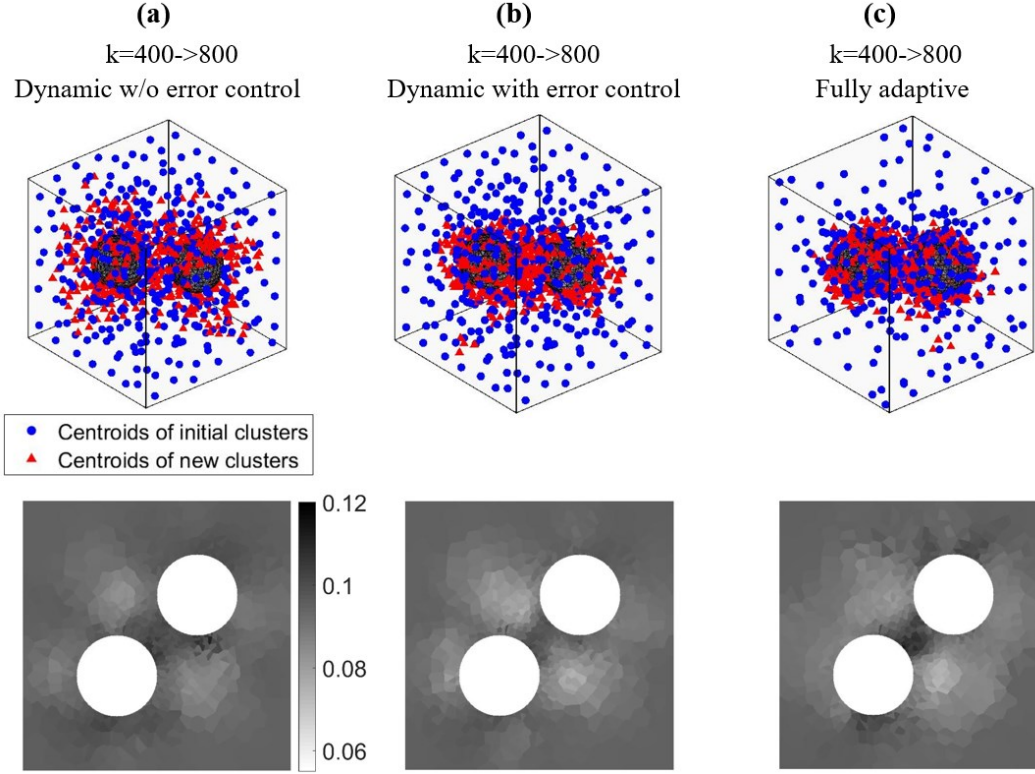 (a)
(b)
(c)
k=400->800
k=400->800
k=400->800
Dynamic w/o error control
Dynamic with error control
Fully adaptive
Centroids of initial clusters
Centroids of new clusters
0.12
0.1
0.08
0.06